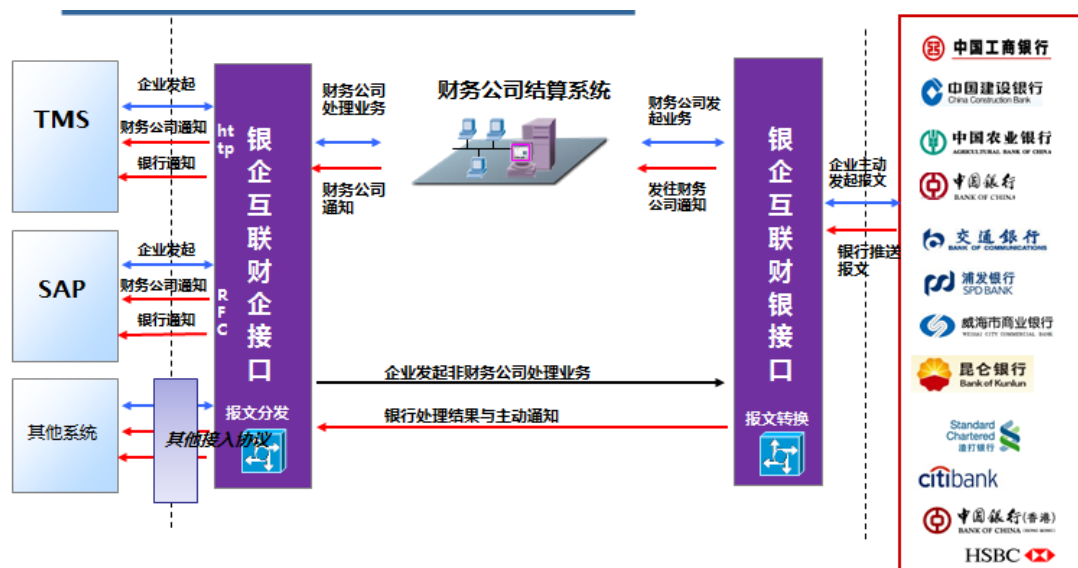 TMS
企业发起
财务公司通知
银行通知
SAP
企业发起
财务公司通知
银行通知
其他系统
其他接入协议
http
RFC
银企互联财企接口
报文分发
财务公司
处理业务
财务公司
通知
财务公司结算系统
财务公司发
起业务
发往财务
公司通知
企业发起非财务公司处理业务
银行处理结果与主动通知
银企互联财银接口
报文转换
企业主动
发起报文
银行推送
报文
中国工商银行
中国建设银行
China Construction Bank
中国农业银行
AGRICULTURAL BANK OF CHINA
中国银行
BANK OF CHINA
交通银行
BANK OF COMMUNICATIONS
浦发银行
SPD BANK
威海市商业银行
WEIHAI CITY COMMERCIAL BANK
昆仑银行
Bank of Kunlun
Standard
Chartered
渣打银行
citibank
中国银行(香港)
BANK OF CHINA (HONG KONG)
HSBC